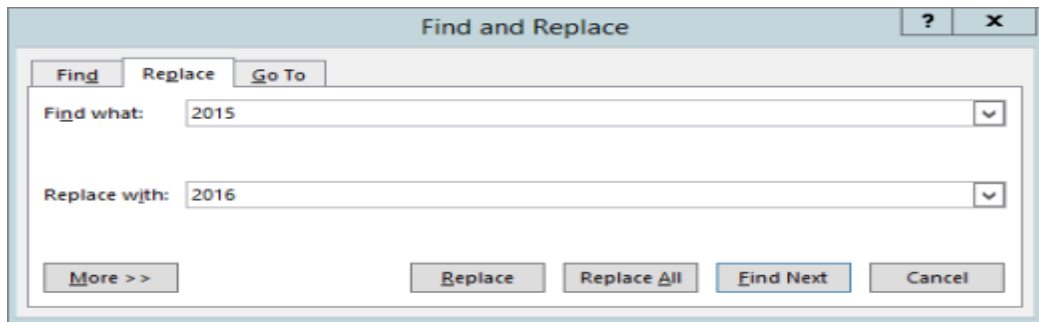 Find and Replace ? x
Find Replace Go To
Find what: 2015
Replace with: 2016
More >> Replace Replace All Find Next Cancel